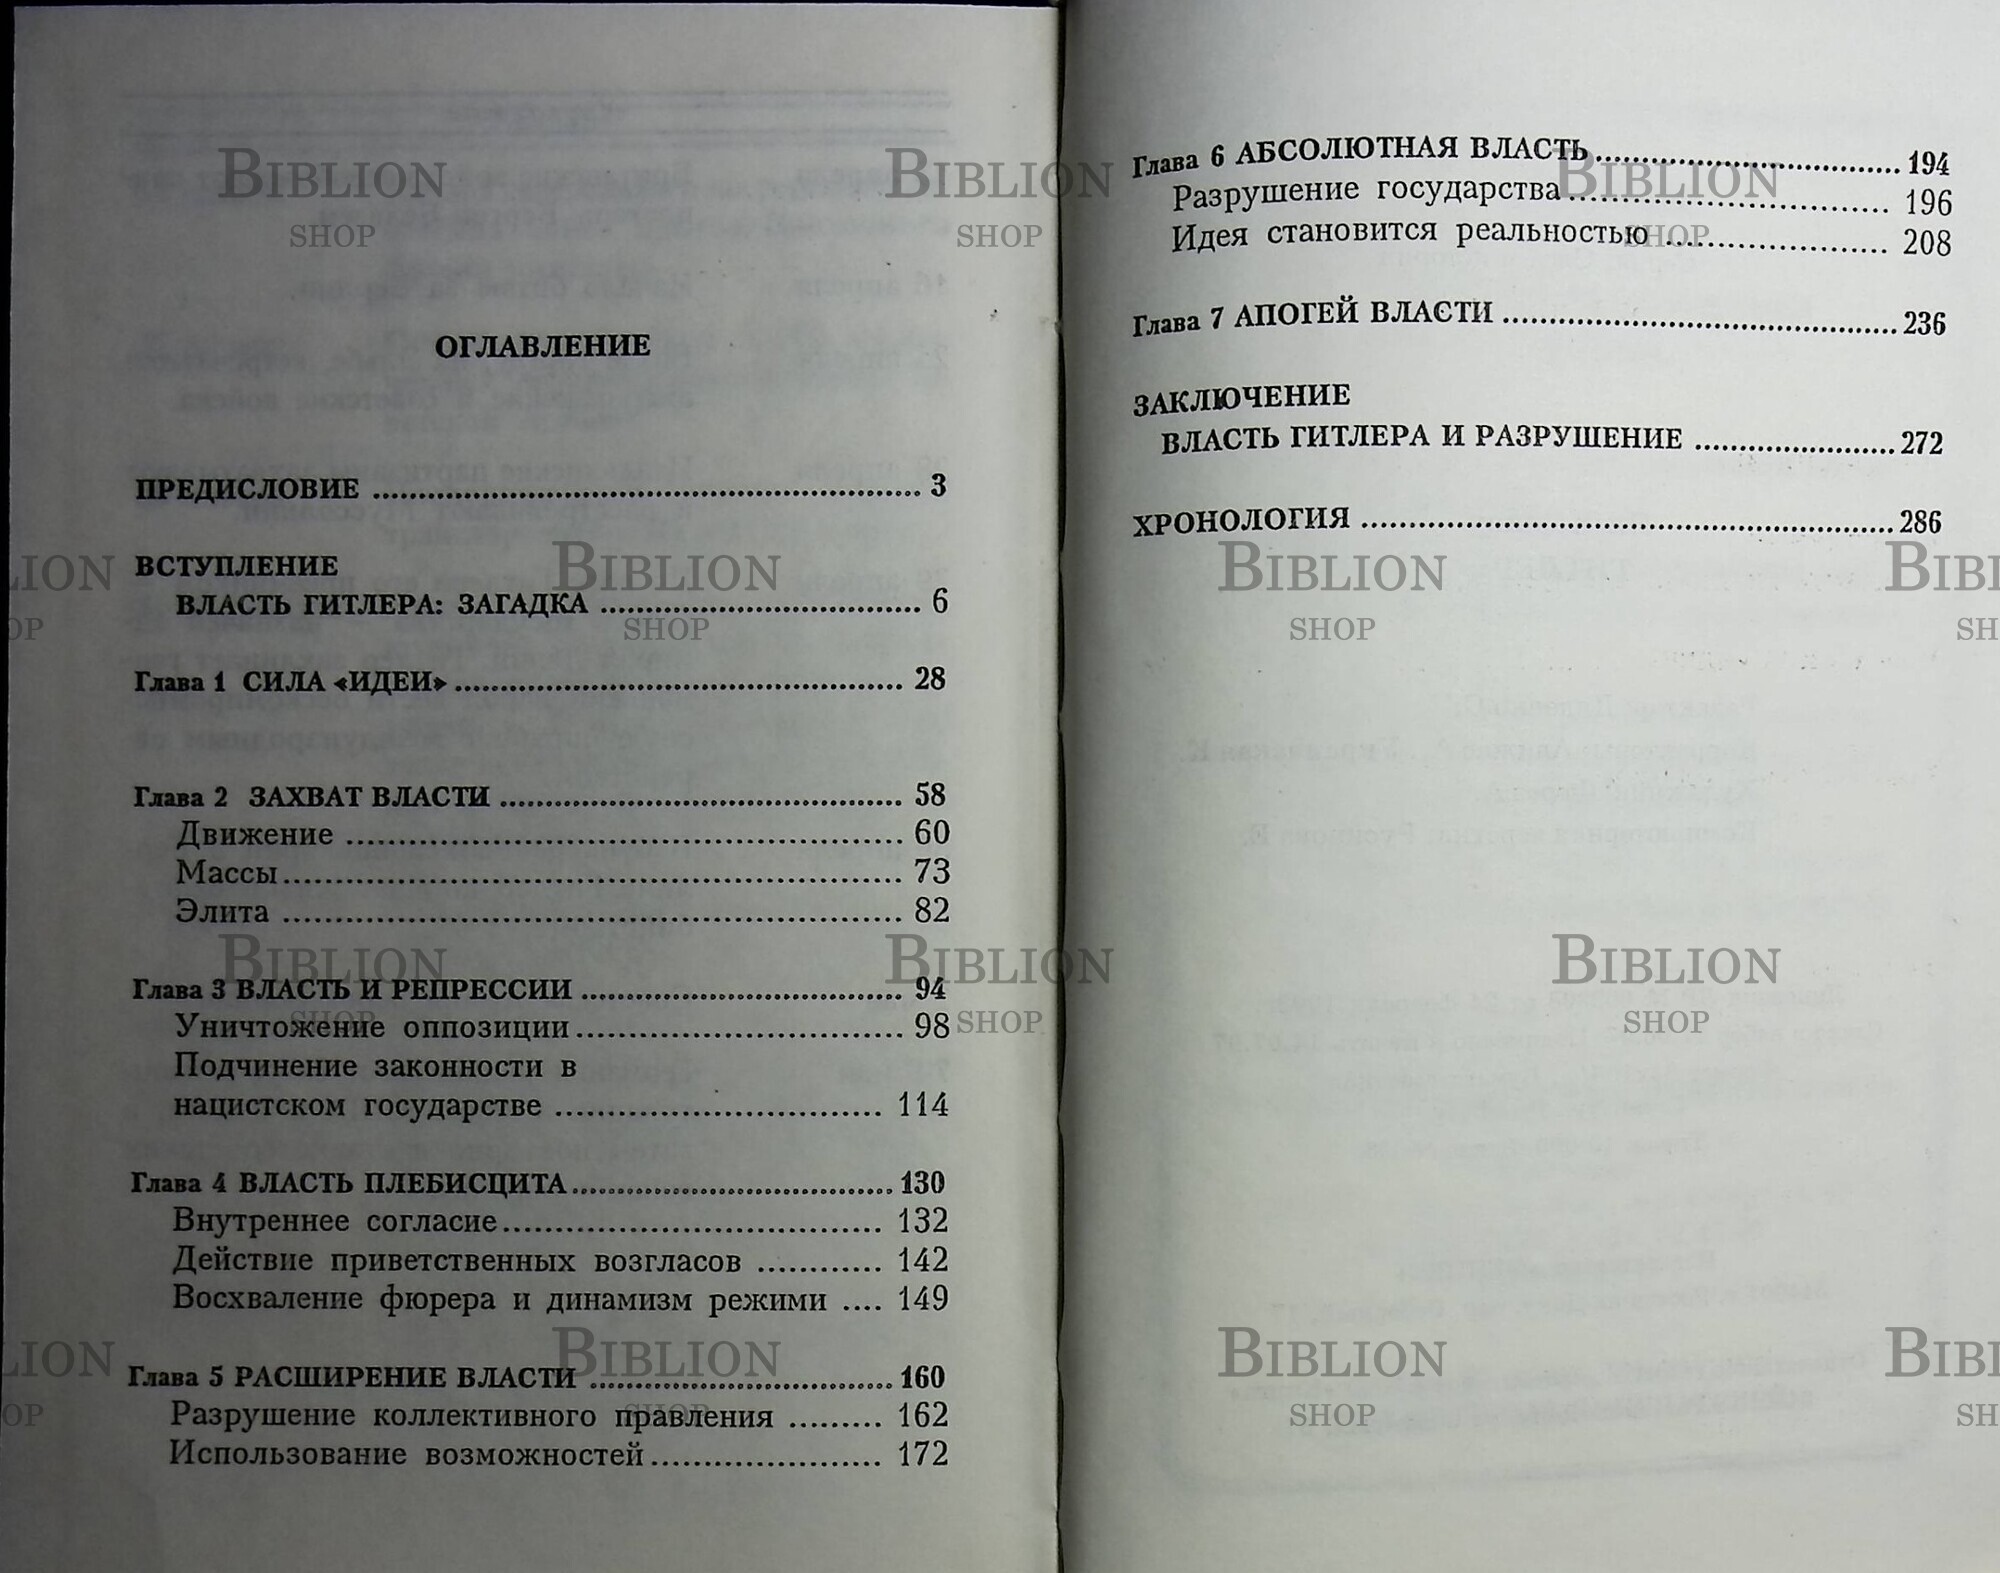 ОГЛАВЛЕНИЕ
ПРЕДИСЛОВИЕ ........ 3
ВСТУПЛЕНИЕ
ВЛАСТЬ ГИТЛЕРА: ЗАГАДКА ........ 6
Глава 1 СИЛА «ИДЕИ» ........ 28
Глава 2 ЗАХВАТ ВЛАСТИ ........ 58
Движение ........ 60
Массы ........ 73
Элита ........ 82
Глава 3 ВЛАСТЬ И РЕПРЕССИИ ........ 94
Уничтожение оппозиции ........ 98
Подчинение законности в
нацистском государстве ........ 114
Глава 4 ВЛАСТЬ ПЛЕБИСЦИТА ........ 130
Внутреннее согласие ........ 132
Действие приветственных возгласов ........ 142
Восхваление фюрера и динамизм режими .... 149
Глава 5 РАСШИРЕНИЕ ВЛАСТИ ........ 160
Разрушение коллективного правления ........ 162
Использование возможностей ........ 172
Глава 6 АБСОЛЮТНАЯ ВЛАСТЬ ........ 194
Разрушение государства ........ 196
Идея становится реальностью ........ 208
Глава 7 АПОГЕЙ ВЛАСТИ ........ 236
ЗАКЛЮЧЕНИЕ
ВЛАСТЬ ГИТЛЕРА И РАЗРУШЕНИЕ ........ 272
ХРОНОЛОГИЯ ........ 286
BIBLION
SHOP